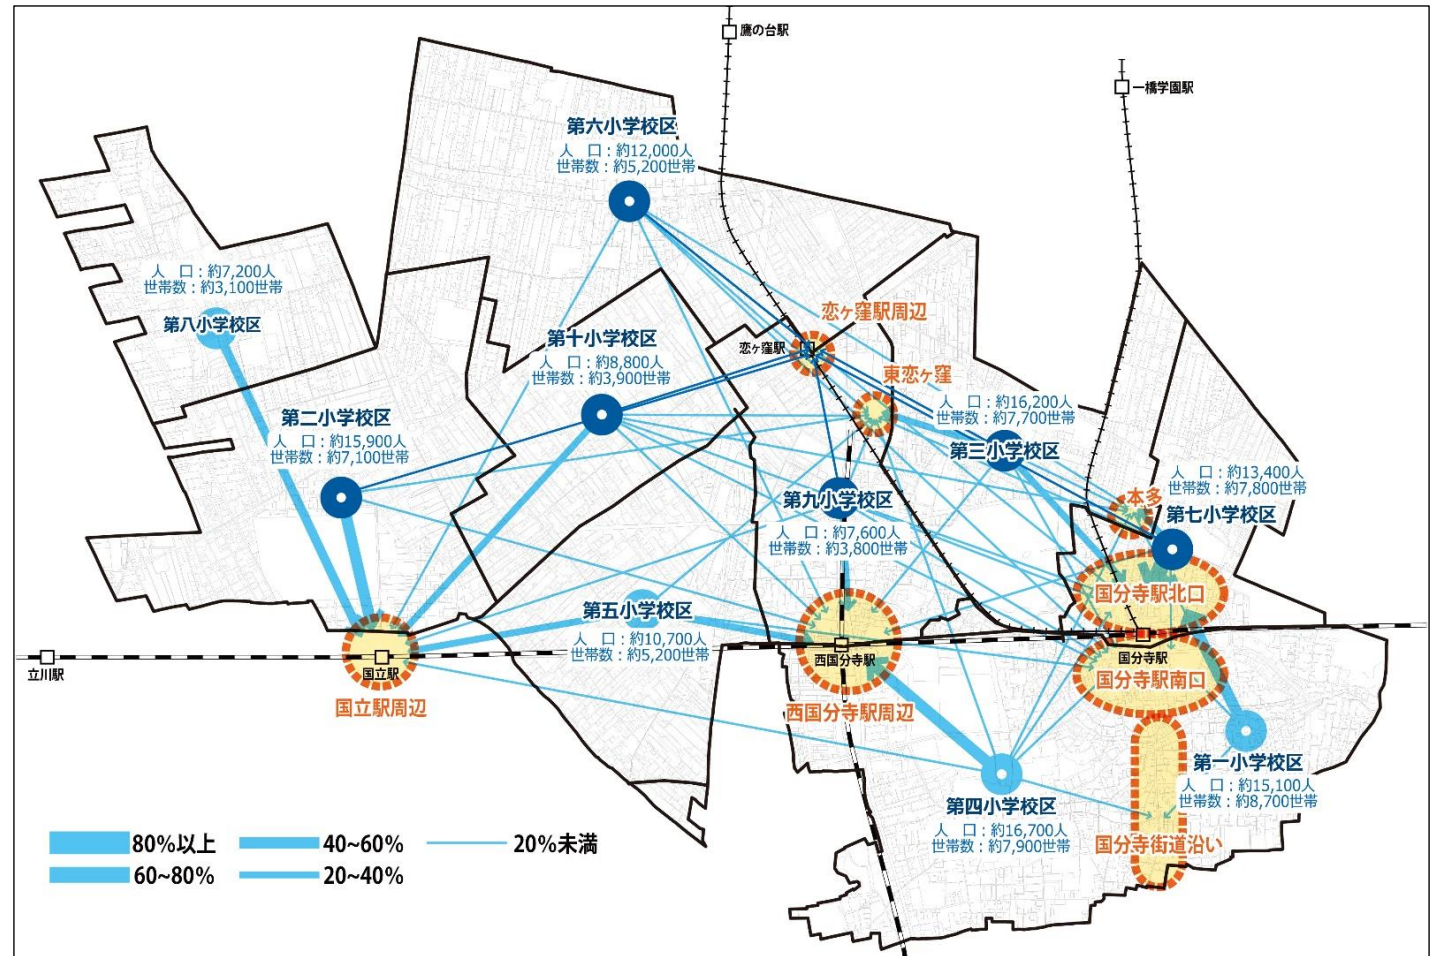 鷹の台駅
一橋学園駅
第六小学校区
人　口：約12,000人
世帯数：約5,200世帯
人　口：約7,200人
世帯数：約3,100世帯
第八小学校区
恋ヶ窪駅周辺
恋ヶ窪駅
第十小学校区
人　口：約8,800人
世帯数：約3,900世帯
東恋ヶ窪
人　口：約16,200人
世帯数：約7,700世帯
第三小学校区
第二小学校区
人　口：約15,900人
世帯数：約7,100世帯
人　口：約13,400人
世帯数：約7,800世帯
本多
第七小学校区
第九小学校区
人　口：約7,600人
世帯数：約3,800世帯
国分寺駅北口
第五小学校区
人　口：約10,700人
世帯数：約5,200世帯
立川駅
国立駅
西国分寺駅
国分寺駅
国分寺駅南口
国立駅周辺
西国分寺駅周辺
第一小学校区
人　口：約15,100人
世帯数：約8,700世帯
第四小学校区
人　口：約16,700人
世帯数：約7,900世帯
国分寺街道沿い
80%以上
40~60%
20%未満
60~80%
20~40%